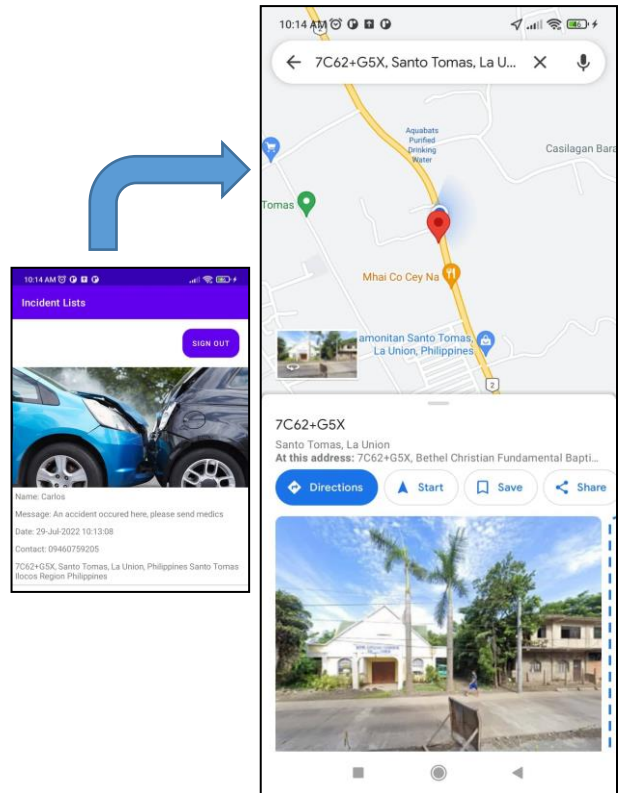 10:14 AM
Incident Lists
SIGN OUT
Name: Carlos
Message: An accident occured here, please send medics
Date: 29-Jul-2022 10:13:08
Contact: 09460759205
7C62+G5X, Santo Tomas, La Union, Philippines Santo Tomas
Ilocos Region Philippines
10:14 AM
46
7C62+G5X, Santo Tomas, La U...
2
Aquabats
Purified
Drinking
Water
Casilagan Bara
Tomas
Mhai Co Cey Na
amonitan Santo Tomas,
La Union, Philippines
2
7C62+G5X
Santo Tomas, La Union
At this address: 7C62+G5X, Bethel Christian Fundamental Bapti...
Directions
Start
Save
Share